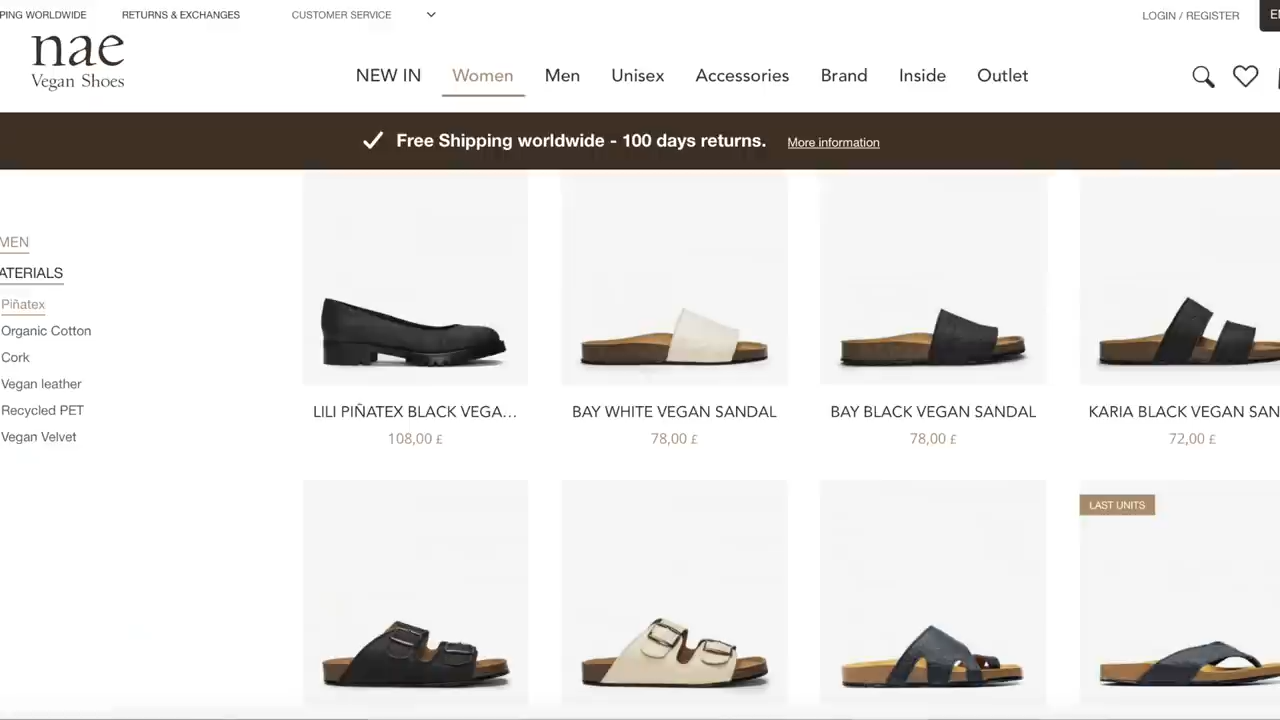 PING WORLDWIDE
RETURNS & EXCHANGES
CUSTOMER SERVICE
LOGIN / REGISTER
nae
Vegan Shoes
NEW IN
Women
Men
Unisex
Accessories
Brand
Inside
Outlet
Free Shipping worldwide - 100 days returns.
More information
MEN
ATERIALS
Piñatex
Organic Cotton
Cork
Vegan leather
Recycled PET
Vegan Velvet
LILI PIÑATEX BLACK VEGA...
108,00 £
BAY WHITE VEGAN SANDAL
78,00 £
BAY BLACK VEGAN SANDAL
78,00 £
KARIA BLACK VEGAN SAN
72,00 £
LAST UNITS